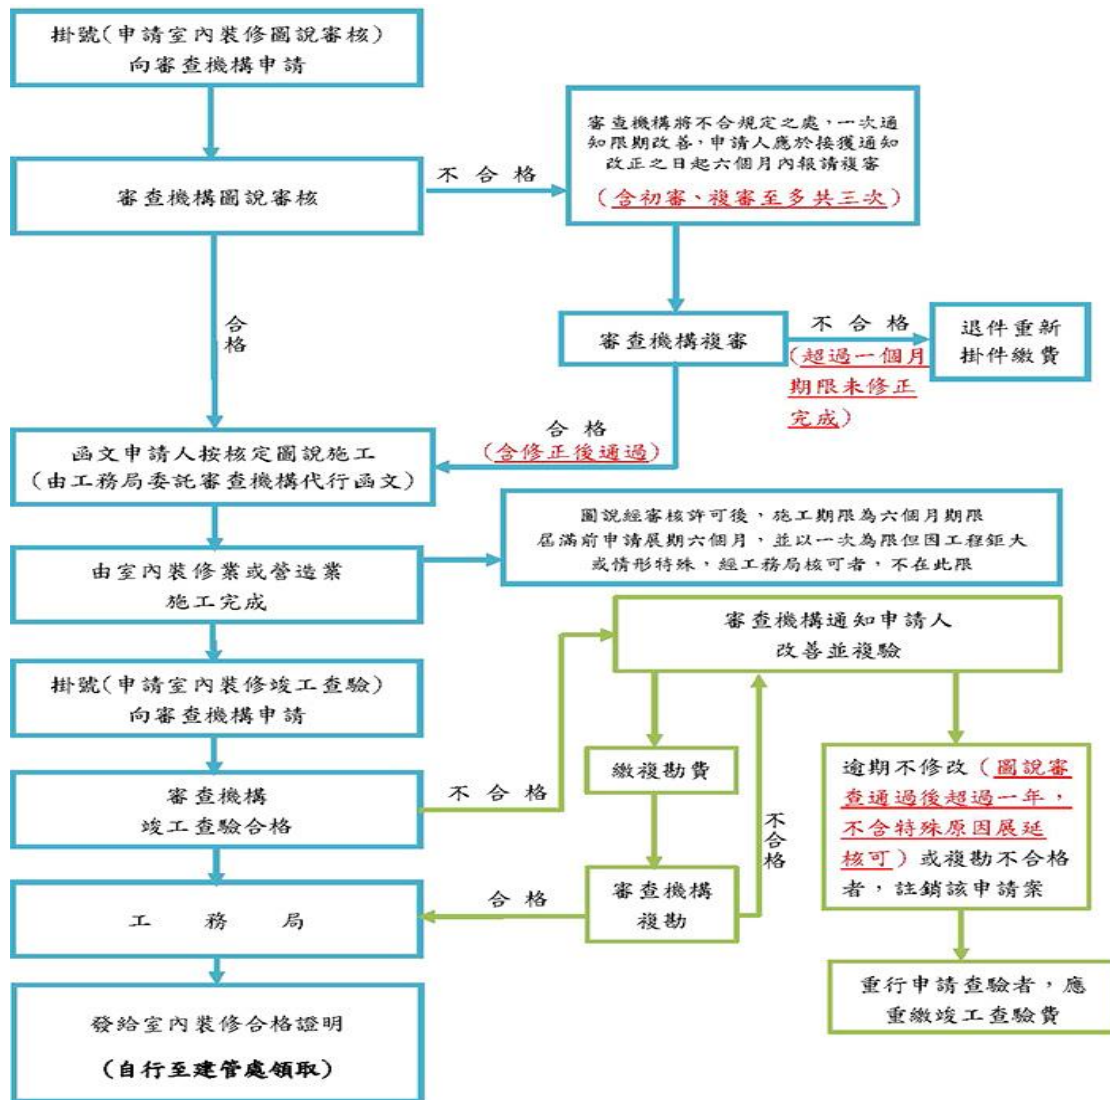 掛號(申請室內裝修圖說審核)
向審查機構申請
審查機構將不合規定之處,一次通
知限期改善,申請人應於接獲通知
改正之日起六個月內報請複審
(含初審、複審至多共三次)
不合格
審查機構圖說審核
合格
審查機構複審
不合格
(超過一個月
期限未修正
完成)
退件重新
掛件繳費
合格
(含修正後通過)
函文申請人按核定圖說施工
(由工務局委託審查機構代行函文)
圖說經審核許可後,施工期限為六個月期限
屆滿前申請展期六個月,並以一次為限但因工程鉅大
或情形特殊,經工務局核可者,不在此限
由室內裝修業或營造業
施工完成
審查機構通知申請人
改善並複驗
掛號(申請室內裝修竣工查驗)
向審查機構申請
繳複勘費
逾期不修改(圖說審
查通過後超過一年,
不含特殊原因展延
核可)或複勘不合格
者,註銷該申請案
審查機構
竣工查驗合格
不合格
不合格
審查機構
複勘
合格
工務局
重行申請查驗者,應
重繳竣工查驗費
發給室內裝修合格證明
(自行至建管處領取)